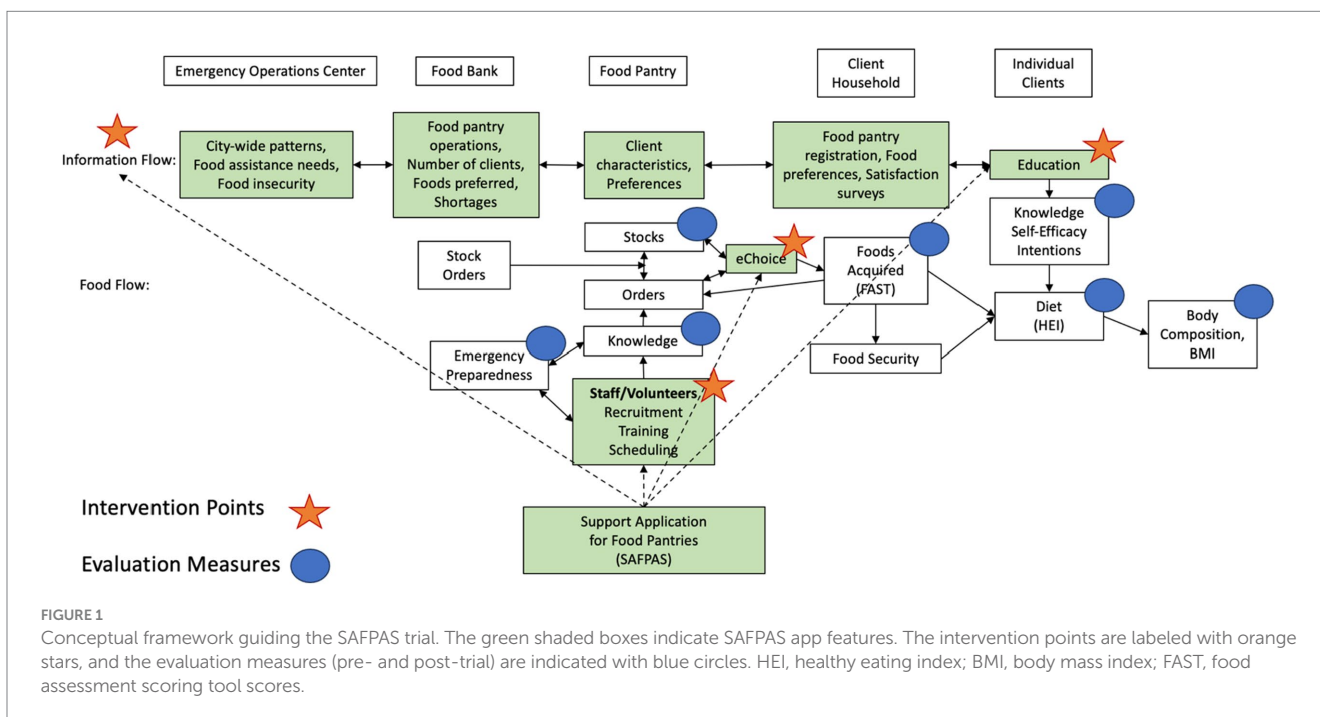 Emergency Operations Center
Food Bank
Food Pantry
Client
Household
Individual
Clients
Information Flow:
City-wide patterns,
Food assistance needs,
Food insecurity
Food pantry
operations,
Number of clients,
Foods preferred,
Shortages
Client
characteristics,
Preferences
Food pantry
registration, Food
preferences, Satisfaction
surveys
Education
Knowledge
Self-Efficacy
Intentions
Food Flow:
Stock
Orders
Stocks
eChoice
Orders
Foods
Acquired
(FAST)
Diet
(HEI)
Body
Composition,
BMI
Emergency
Preparedness
Knowledge
Food Security
Staff/Volunteers,
Recruitment
Training
Scheduling
Support Application
for Food Pantries
(SAFPAS)
Intervention Points
Evaluation Measures
FIGURE 1
Conceptual framework guiding the SAFPAS trial. The green shaded boxes indicate SAFPAS app features. The intervention points are labeled with orange
stars, and the evaluation measures (pre- and post-trial) are indicated with blue circles. HEI, healthy eating index; BMI, body mass index; FAST, food
assessment scoring tool scores.